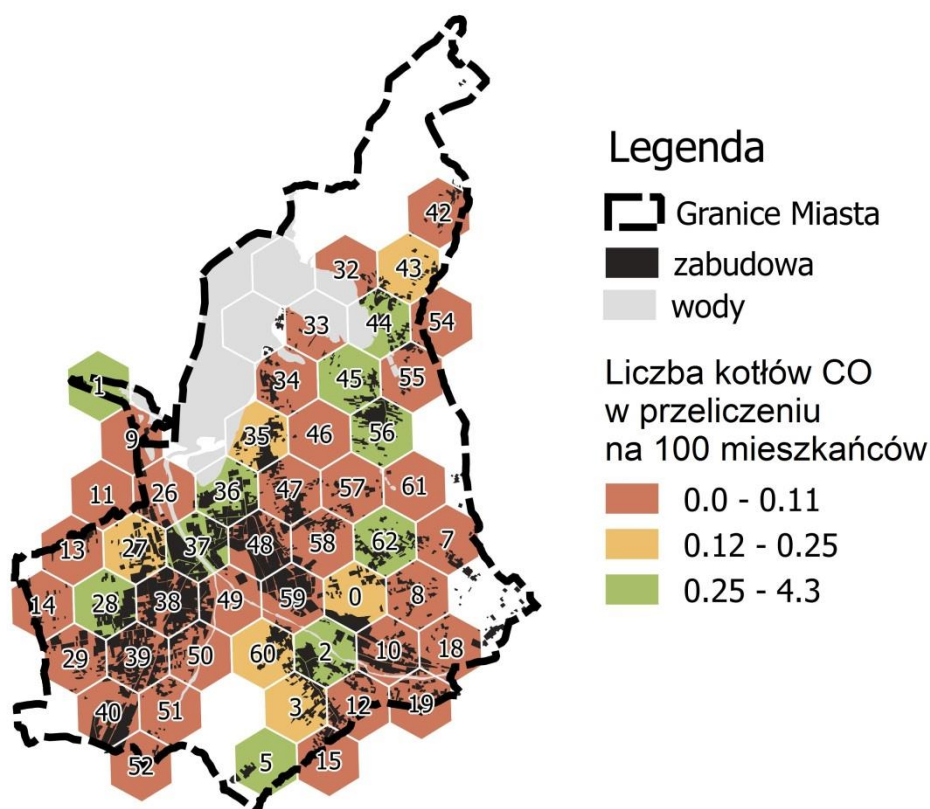 42
32 43
33 44 54
34 45 55
1
9 35 46 56
11 26 36 47 57 61
13 27 37 48 58 62 7
14 28 38 49 59 0 8
29 39 50 60 2 10 18
40 51 3 12 19
52 5 15
Legenda
Granice Miasta
zabudowa
wody
Liczba kotłów CO
w przeliczeniu
na 100 mieszkańców
0.0 - 0.11
0.12 - 0.25
0.25 - 4.3